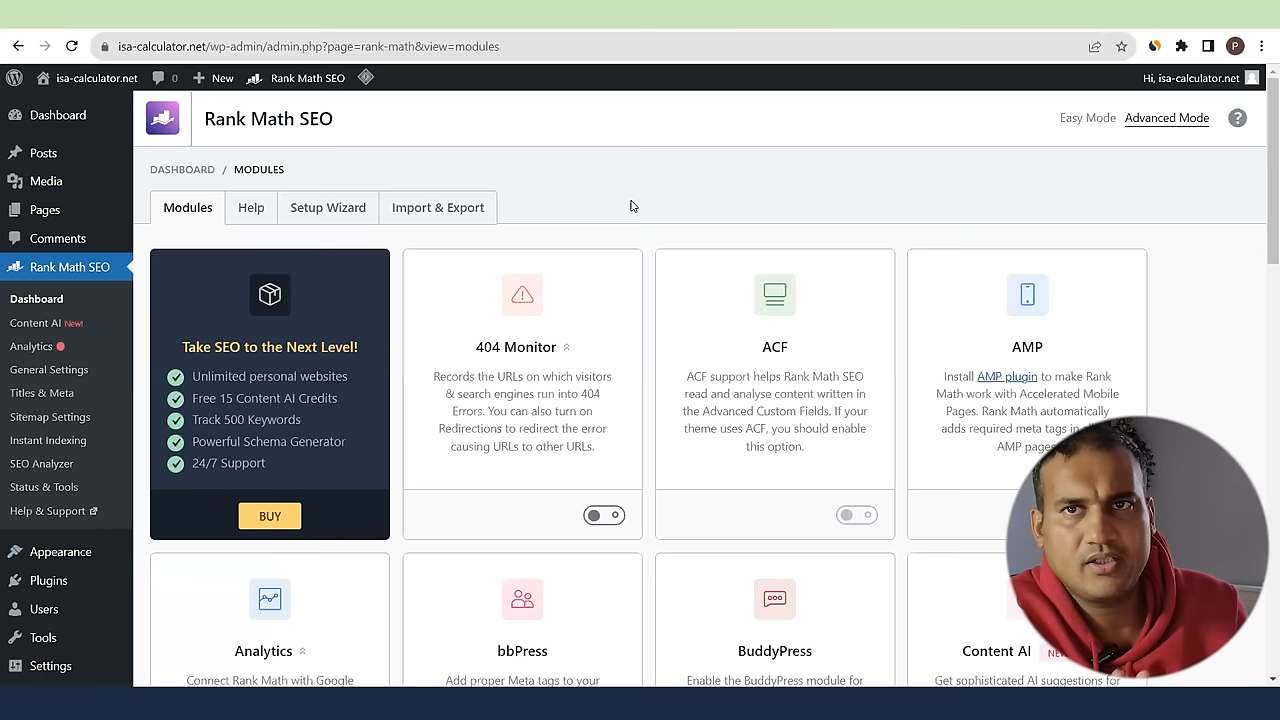 isa-calculator.net/wp-admin/admin.php?page=rank-math&view=modules
P
isa-calculator.net
0
New
Rank Math SEO
Hi, isa-calculator.net
Dashboard
Posts
Media
Pages
Comments
Rank Math SEO
Dashboard
Content AI New!
Analytics
General Settings
Titles & Meta
Sitemap Settings
Instant Indexing
SEO Analyzer
Status & Tools
Help & Support
Appearance
Plugins
Users
Tools
Settings
Rank Math SEO
Easy Mode
Advanced Mode
?
DASHBOARD / MODULES
Modules
Help
Setup Wizard
Import & Export
Take SEO to the Next Level!
Unlimited personal websites
Free 15 Content AI Credits
Track 500 Keywords
Powerful Schema Generator
24/7 Support
BUY
404 Monitor
Records the URLs on which visitors
& search engines run into 404
Errors. You can also turn on
Redirections to redirect the error
causing URLs to other URLs.
ACF
ACF support helps Rank Math SEO
read and analyse content written in
the Advanced Custom Fields. If your
theme uses ACF, you should enable
this option.
AMP
Install AMP plugin to make Rank
Math work with Accelerated Mobile
Pages. Rank Math automatically
adds required meta tags in
AMP pages
Analytics
Connect Rank Math with Google
bbPress
Add proper Meta tags to your
BuddyPress
Enable the BuddyPress module for
Content AI
Get sophisticated AI suggestions for